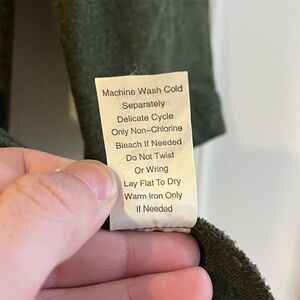 Machine Wash Cold
Separately
Delicate Cycle
Only Non-Chlorine
Bleach If Needed
Do Not Twist
Or Wring
Lay Flat To Dry
Warm Iron Only
If Needed